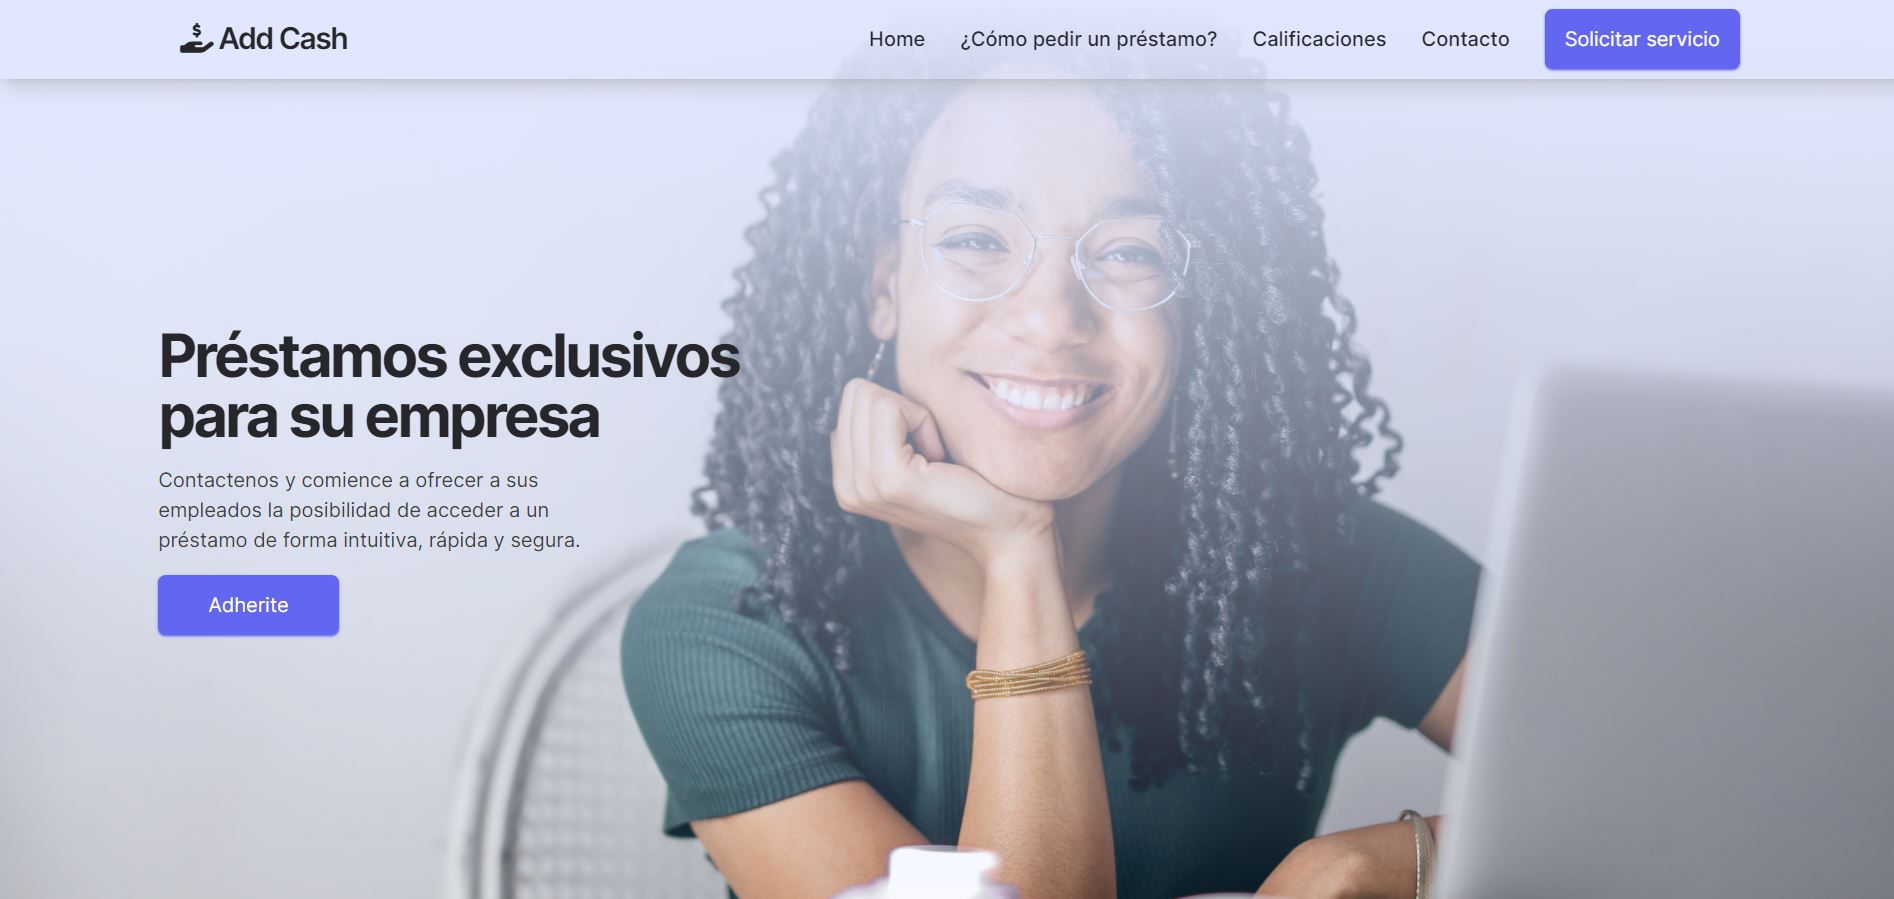 Add Cash
Home
¿Cómo pedir un préstamo?
Calificaciones
Contacto
Solicitar servicio
Préstamos exclusivos
para su empresa
Contactenos y comience a ofrecer a sus
empleados la posibilidad de acceder a un
préstamo de forma intuitiva, rápida y segura.
Adherite